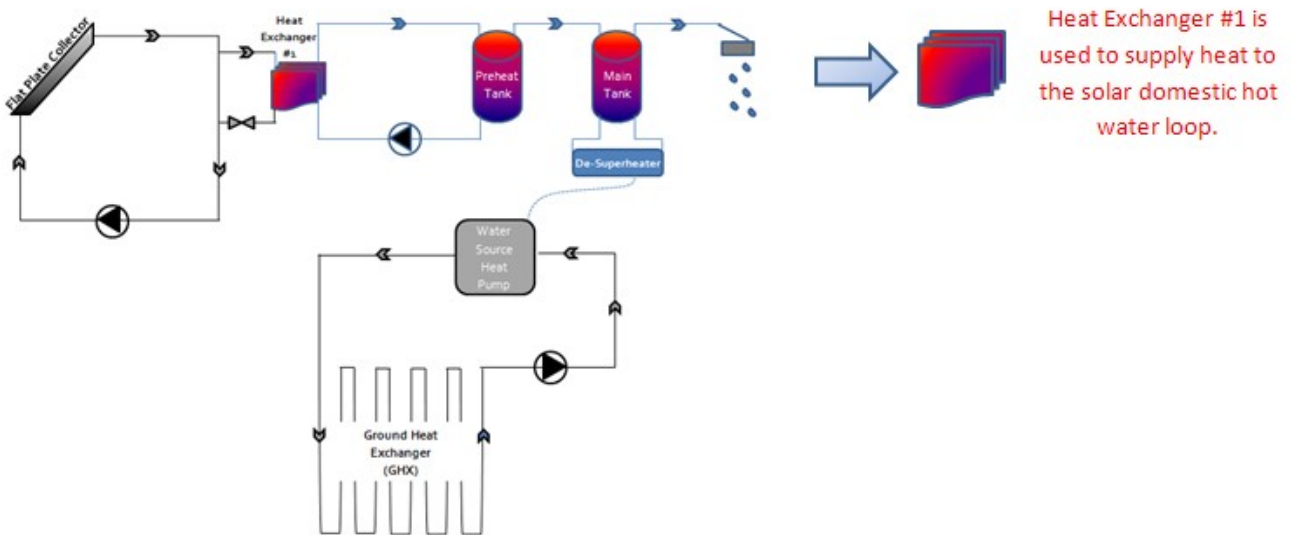 Flat Plate Collector
Heat
Exchanger
#1
Preheat
Tank
Main
Tank
De-Superheater
Water
Source
Heat
Pump
Ground Heat
Exchanger
(GHX)
Heat Exchanger #1 is
used to supply heat to
the solar domestic hot
water loop.